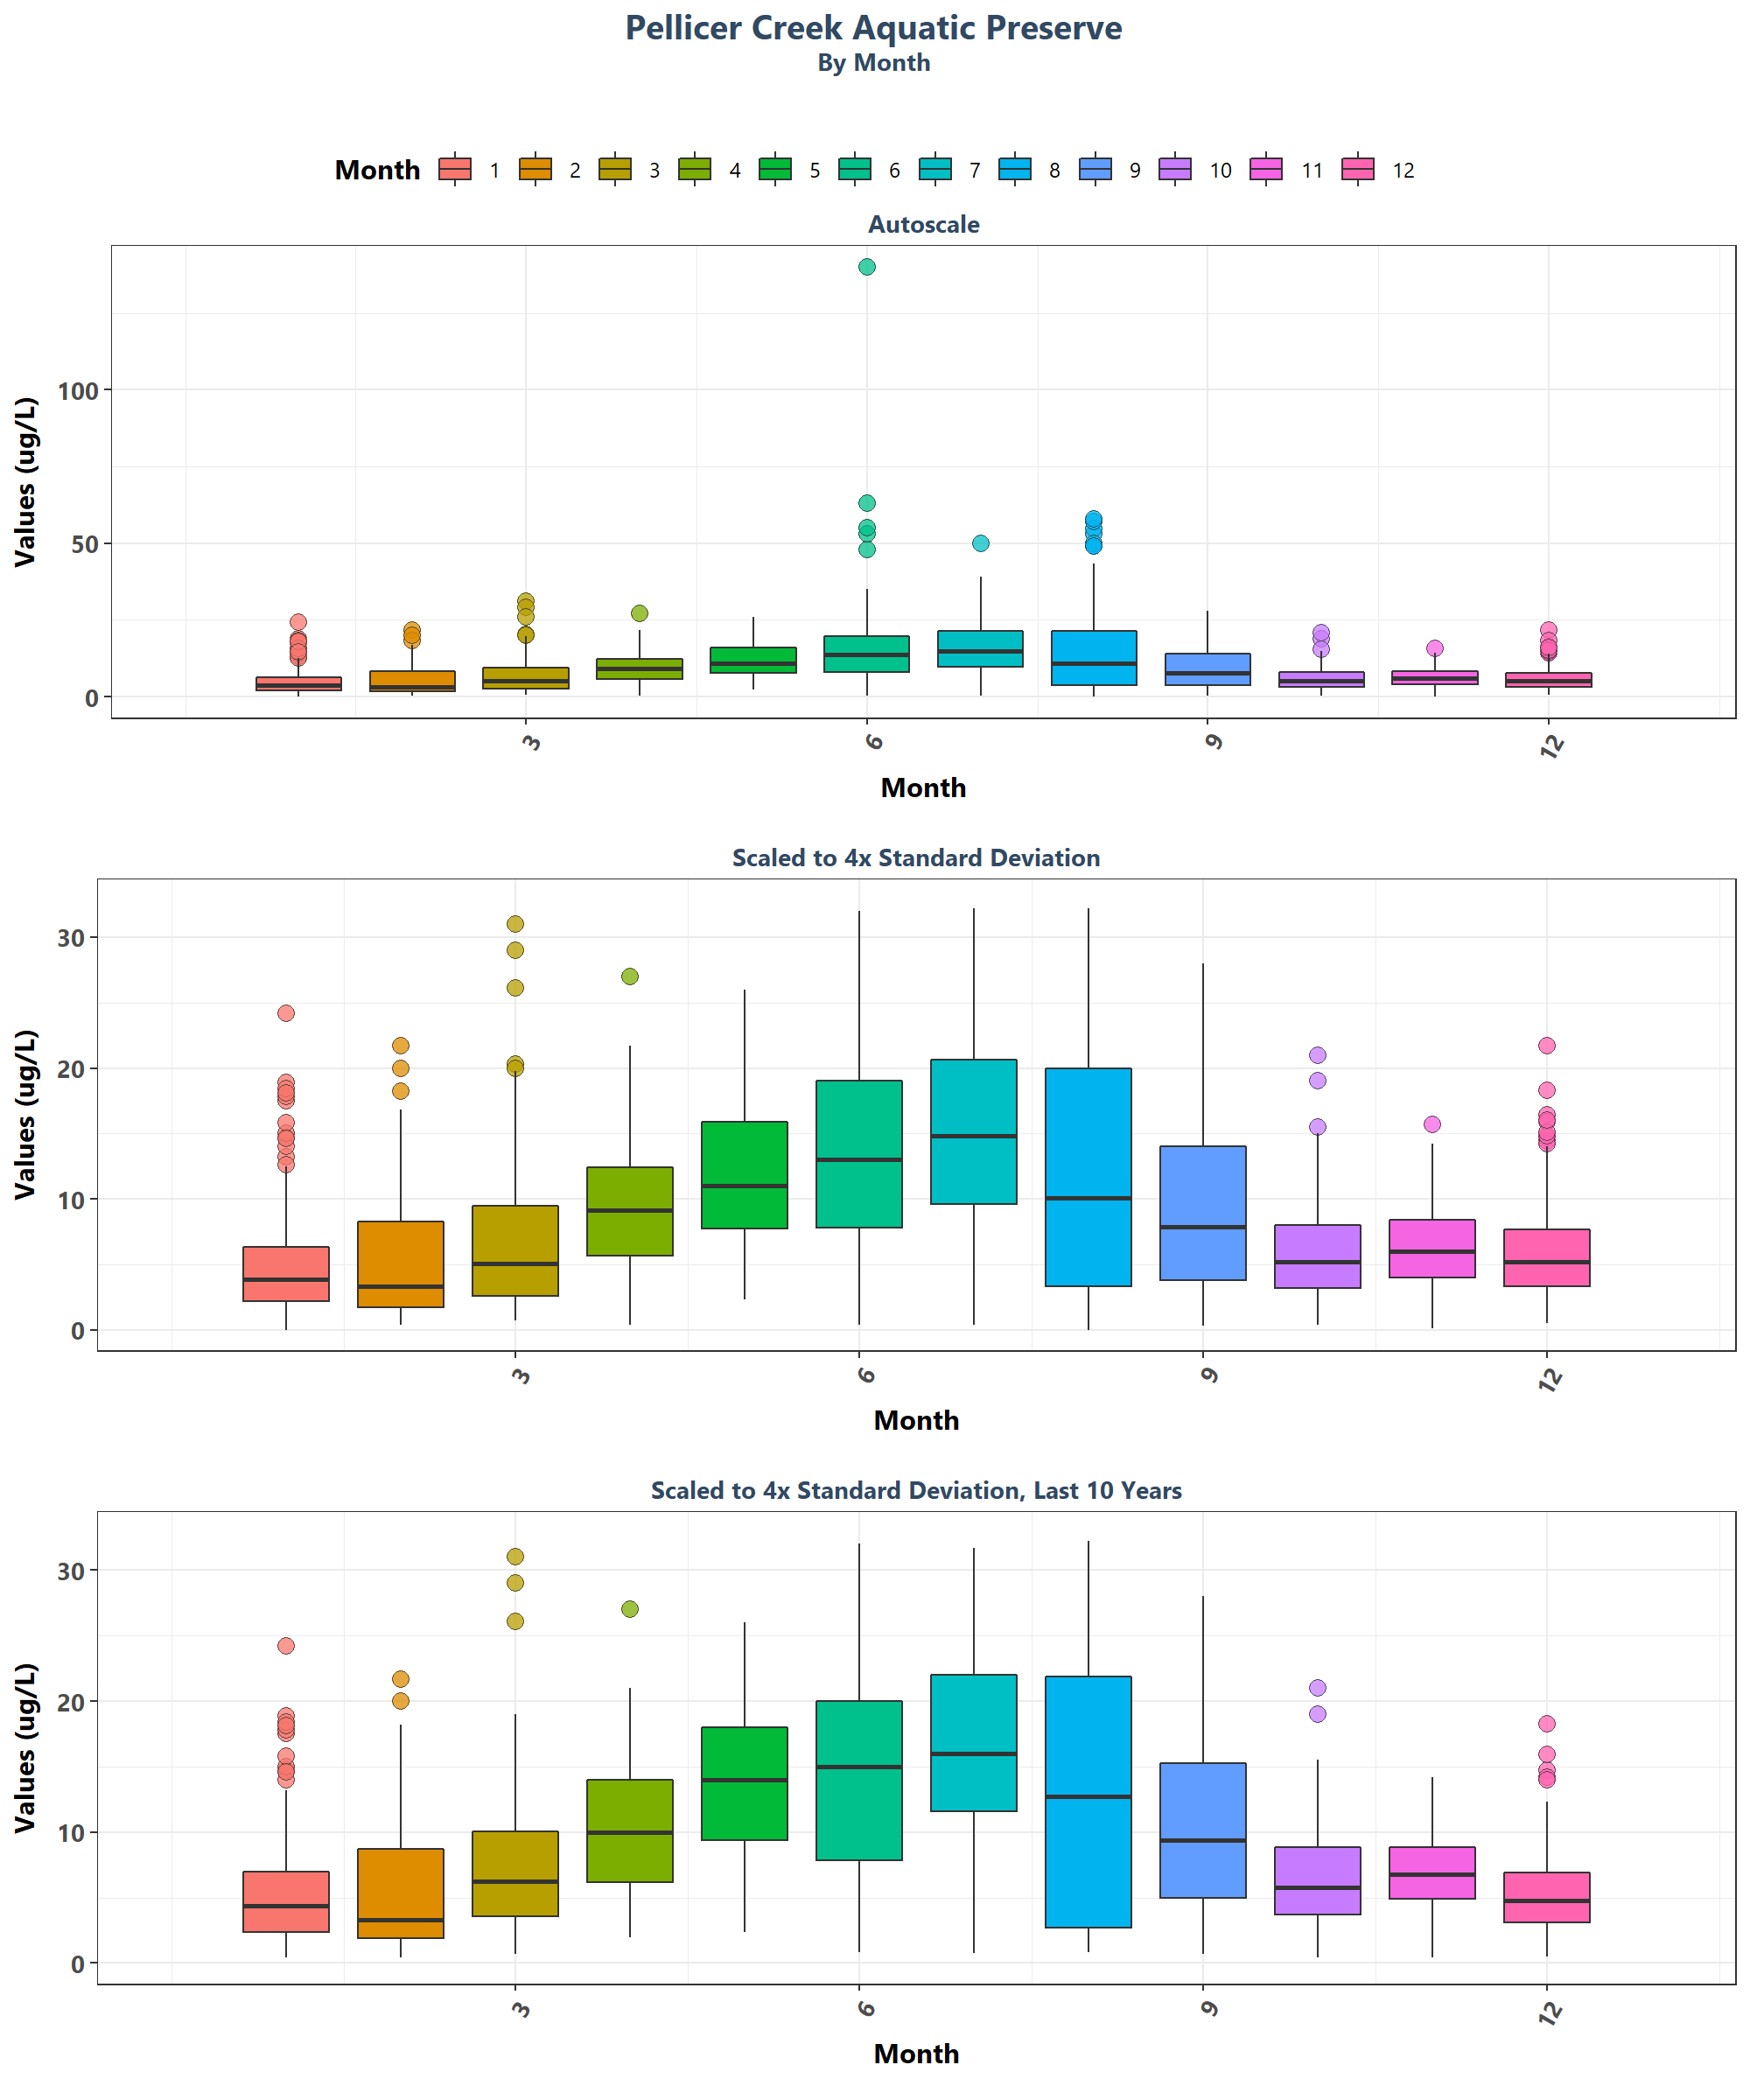 Pellicer Creek Aquatic Preserve
By Month
Month 1 2 3 4 5 6 7 8 9 10 11 12
Autoscale
Values (ug/L)
100
50
0
3 6 9 12
Month
Scaled to 4x Standard Deviation
Values (ug/L)
30
20
10
0
3 6 9 12
Month
Scaled to 4x Standard Deviation, Last 10 Years
Values (ug/L)
30
20
10
0
3 6 9 12
Month